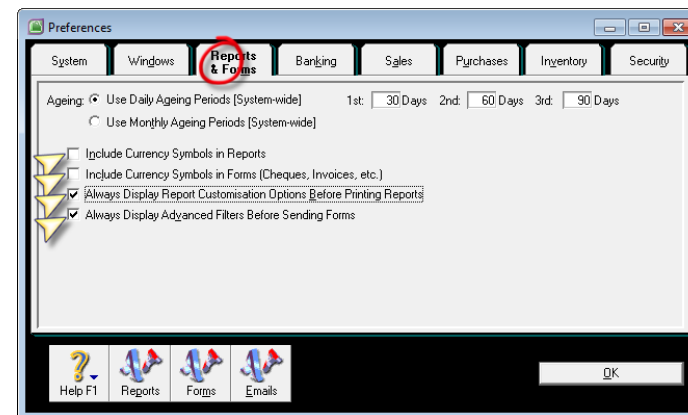 Preferences
System Windows Reports & Forms Banking Sales Purchases Inventory Security
Ageing: Use Daily Ageing Periods [System-wide] 1st: 30 Days 2nd: 60 Days 3rd: 90 Days
Use Monthly Ageing Periods [System-wide]
Include Currency Symbols in Reports
Include Currency Symbols in Forms (Cheques, Invoices, etc.)
Always Display Report Customisation Options Before Printing Reports
Always Display Advanced Filters Before Sending Forms
Help F1 Reports Forms Emails
OK